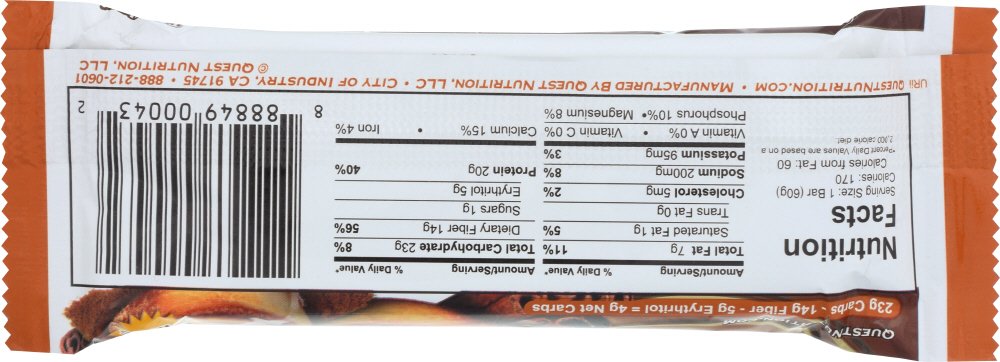 QUESTN
23g Carbs - 14g Fiber - 5g Erythritol = 4g Net Carbs
Nutrition
Facts
Serving Size: 1 Bar (60g)
Calories: 170
Calories from Fat: 60
*Percent Daily Values are based on a
2,000 calorie diet.
Amount/Serving % Daily Value*
Total Fat 7g 11%
Saturated Fat 1g 5%
Trans Fat 0g
Cholesterol 5mg 2%
Sodium 200mg 8%
Potassium 95mg 3%
Amount/Serving % Daily Value*
Total Carbohydrate 23g 8%
Dietary Fiber 14g 56%
Sugars 1g
Erythritol 5g
Protein 20g 40%
Vitamin A 0% • Vitamin C 0% • Calcium 15% • Iron 4%
Phosphorus 10% • Magnesium 8%
8 88849 00043 2
QUESTNUTRITION.COM • MANUFACTURED BY QUEST NUTRITION, LLC • CITY OF INDUSTRY, CA 91745 • 888-212-0601
© QUEST NUTRITION, LLC